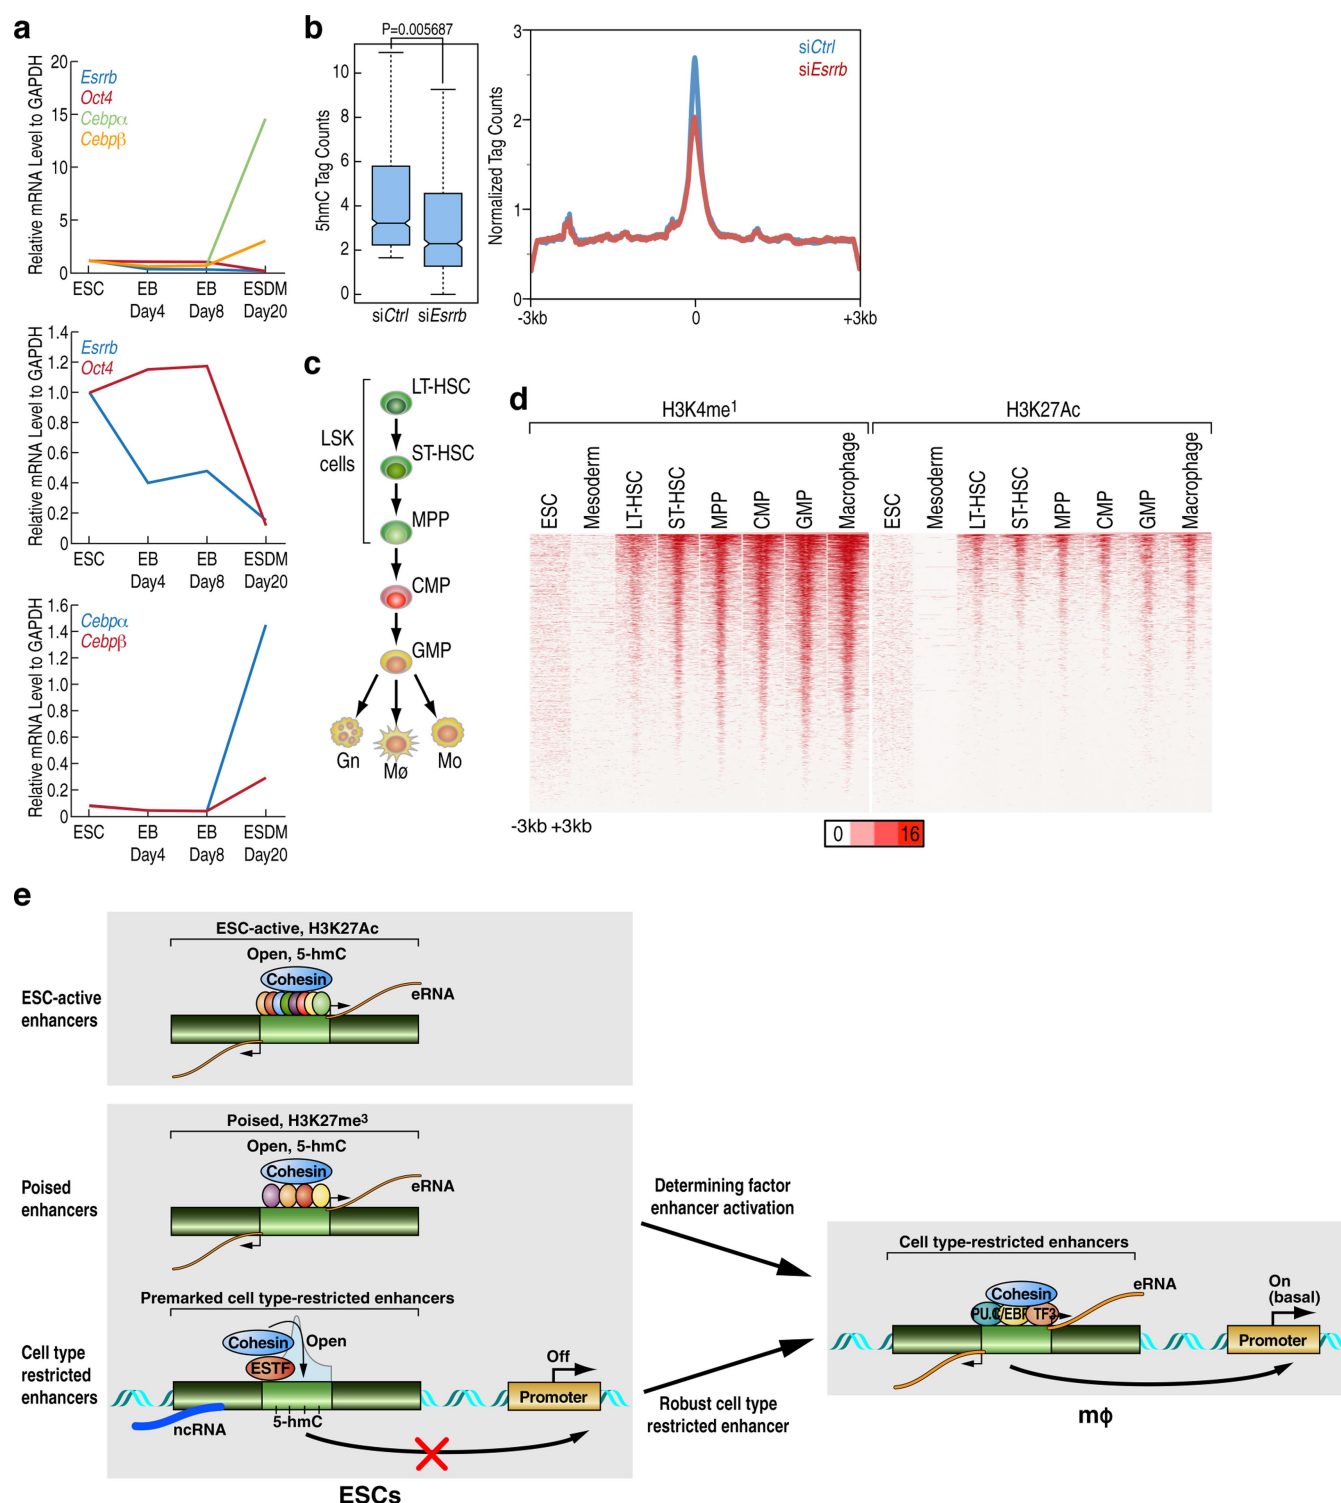 a
20
15
10
5
0
Relative mRNA Level to GAPDH
Esrrb
Oct4
Cebpα
Cebpβ
ESC
EB
Day4
EB
Day8
ESDM
Day20
1.4
1.2
1.0
0.8
0.6
0.4
0.2
0
Relative mRNA Level to GAPDH
Esrrb
Oct4
ESC
EB
Day4
EB
Day8
ESDM
Day20
1.6
1.4
1.2
1.0
0.8
0.6
0.4
0.2
0
Relative mRNA Level to GAPDH
Cebpα
Cebpβ
ESC
EB
Day4
EB
Day8
ESDM
Day20
b
P=0.005687
10
8
6
4
2
0
5hmC Tag Counts
siCtrl
siEsrrb
3
2
1
0
Normalized Tag Counts
siCtrl
siEsrrb
-3kb
0
+3kb
c
LSK
cells
LT-HSC
ST-HSC
MPP
CMP
GMP
Gn
Mø
Mo
d
H3K4me1
H3K27Ac
ESC
Mesoderm
LT-HSC
ST-HSC
MPP
CMP
GMP
Macrophage
ESC
Mesoderm
LT-HSC
ST-HSC
MPP
CMP
GMP
Macrophage
-3kb +3kb
0
16
e
ESC-active
enhancers
ESC-active, H3K27Ac
Open, 5-hmC
Cohesin
eRNA
Poised
enhancers
Poised, H3K27me3
Open, 5-hmC
Cohesin
eRNA
Cell type
restricted
enhancers
Premarked cell type-restricted enhancers
Cohesin
Open
ESTF
ncRNA
5-hmC
Off
Promoter
ESCs
Determining factor
enhancer activation
Robust cell type
restricted enhancer
Cell type-restricted enhancers
Cohesin
PU.
C/EBP
TF3
eRNA
On
(basal)
Promoter
mϕ